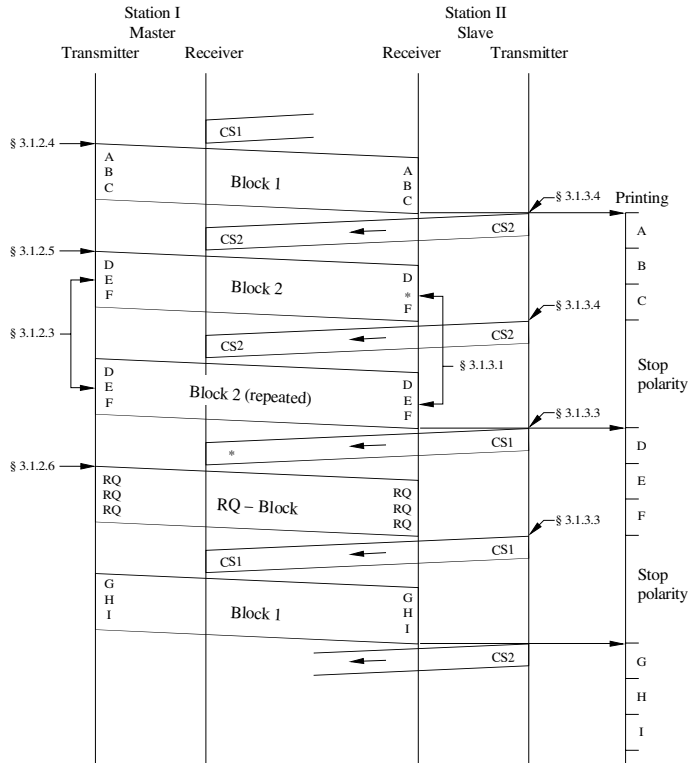 Station I
Master
Station II
Slave
Transmitter Receiver Receiver Transmitter
CS1
§ 3.1.2.4
A
B
C
Block 1
A
B
C
§ 3.1.3.4
Printing
CS2
CS2
A
§ 3.1.2.5
D
E
F
Block 2
D
*
F
B
C
§ 3.1.3.4
§ 3.1.2.3
CS2
CS2
§ 3.1.3.1
Stop
polarity
D
E
F
Block 2 (repeated)
D
E
F
§ 3.1.3.3
*
CS1
D
§ 3.1.2.6
RQ
RQ
RQ
RQ – Block
RQ
RQ
RQ
E
F
§ 3.1.3.3
CS1
CS1
Stop
polarity
G
H
I
Block 1
G
H
I
CS2
G
H
I